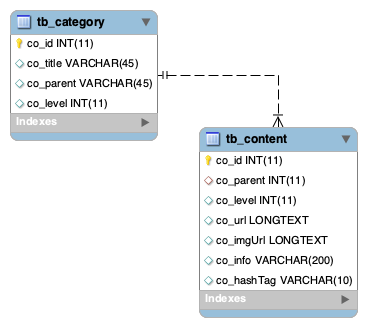 tb_category
co_id INT(11)
co_title VARCHAR(45)
co_parent VARCHAR(45)
co_level INT(11)
Indexes
tb_content
co_id INT(11)
co_parent INT(11)
co_level INT(11)
co_url LONGTEXT
co_imgUrl LONGTEXT
co_info VARCHAR(200)
co_hashTag VARCHAR(10)
Indexes